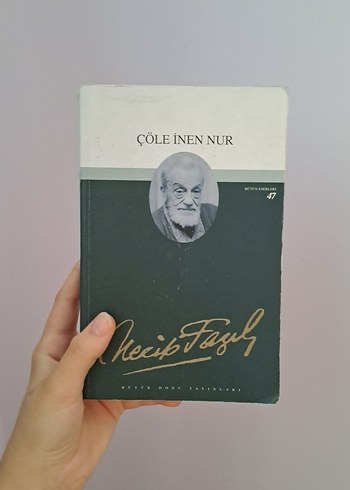 ÇÖLE İNEN NUR
BÜTÜN ESERLERİ
47
Necip Fazıl
BÜYÜK DOĞU YAYINLARI